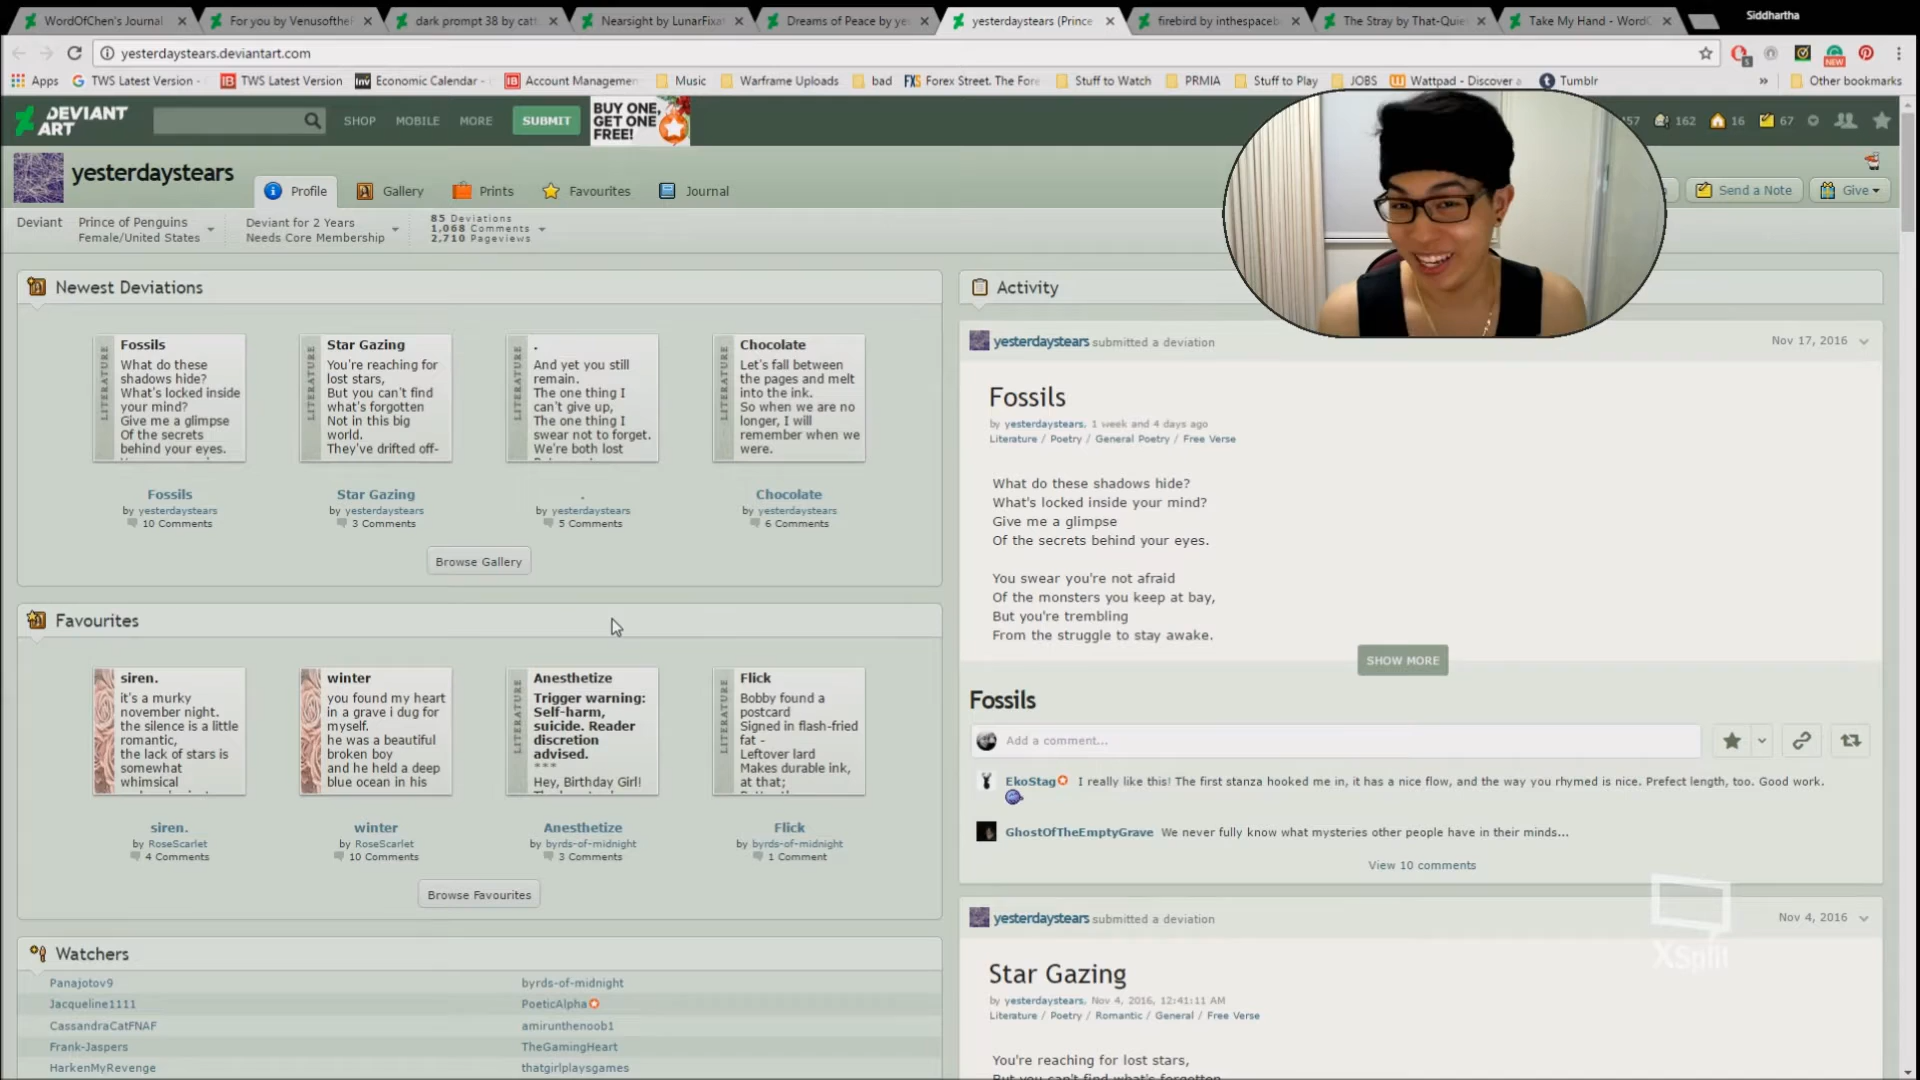 WordOfChen's Journal
For you by Venusofthe
dark prompt 38 by cat
Nearsight by LunarFixa
Dreams of Peace by ye
yesterdaystears (Prince
firebird by inthespace
The Stray by That-Quie
Take My Hand - Word
Siddhartha
yesterdaystears.deviantart.com
Apps
TWS Latest Version -
TWS Latest Version
Economic Calendar -
Account Managemen
Music
Warframe Uploads
bad
Forex Street. The Fore
Stuff to Watch
PRMIA
Stuff to Play
JOBS
Wattpad - Discover a
Tumblr
» Other bookmarks
DEVIANT
ART
SHOP
MOBILE
MORE
SUBMIT
BUY ONE,
GET ONE
FREE!
457
162
16
67
yesterdaystears
Profile
Gallery
Prints
Favourites
Journal
Send a Note
Give
Deviant
Prince of Penguins
Female/United States
Deviant for 2 Years
Needs Core Membership
85 Deviations
1,068 Comments
2,710 Pageviews
Newest Deviations
LITERATURE
Fossils
What do these
shadows hide?
What's locked inside
your mind?
Give me a glimpse
Of the secrets
behind your eyes.
Fossils
by yesterdaystears
10 Comments
LITERATURE
Star Gazing
You're reaching for
lost stars,
But you can't find
what's forgotten
Not in this big
world.
They've drifted off-
Star Gazing
by yesterdaystears
3 Comments
LITERATURE
.
And yet you still
remain.
The one thing I
can't give up,
The one thing I
swear not to forget.
We're both lost
.
by yesterdaystears
5 Comments
LITERATURE
Chocolate
Let's fall between
the pages and melt
into the ink.
So when we are no
longer, I will
remember when we
were.
Chocolate
by yesterdaystears
6 Comments
Browse Gallery
Favourites
siren.
it's a murky
november night.
the silence is a little
romantic,
the lack of stars is
somewhat
whimsical
siren.
by RoseScarlet
4 Comments
winter
you found my heart
in a grave i dug for
myself.
he was a beautiful
broken boy
and he held a deep
blue ocean in his
winter
by RoseScarlet
10 Comments
LITERATURE
Anesthetize
Trigger warning:
Self-harm,
suicide. Reader
discretion
advised.
***
Hey, Birthday Girl!
Anesthetize
by byrds-of-midnight
3 Comments
LITERATURE
Flick
Bobby found a
postcard
Signed in flash-fried
fat -
Leftover lard
Makes durable ink,
at that;
Flick
by byrds-of-midnight
1 Comment
Browse Favourites
Watchers
Panajotov9
byrds-of-midnight
Jacqueline1111
PoeticAlpha
CassandraCatFNAF
amirunthenoob1
Frank-Jaspers
TheGamingHeart
HarkenMyRevenge
thatgirlplaysgames
Activity
yesterdaystears submitted a deviation
Nov 17, 2016
Fossils
by yesterdaystears, 1 week and 4 days ago
Literature / Poetry / General Poetry / Free Verse
What do these shadows hide?
What's locked inside your mind?
Give me a glimpse
Of the secrets behind your eyes.
You swear you're not afraid
Of the monsters you keep at bay,
But you're trembling
From the struggle to stay awake.
SHOW MORE
Fossils
Add a comment...
EkoStag I really like this! The first stanza hooked me in, it has a nice flow, and the way you rhymed is nice. Prefect length, too. Good work.
GhostOfTheEmptyGrave We never fully know what mysteries other people have in their minds...
View 10 comments
yesterdaystears submitted a deviation
Nov 4, 2016
Star Gazing
by yesterdaystears, Nov 4, 2016, 12:41:11 AM
Literature / Poetry / Romantic / General / Free Verse
You're reaching for lost stars,
But you can't find what's forgotten
XSplit